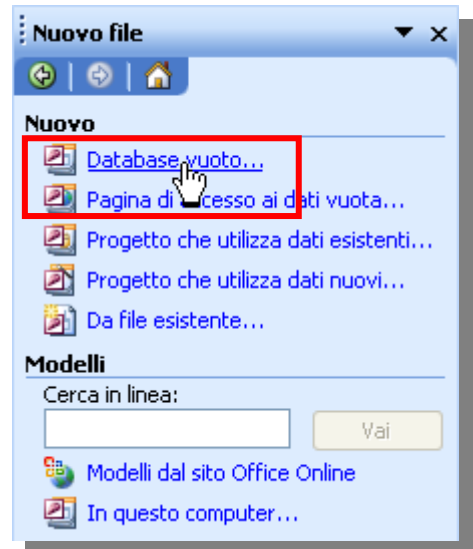 Nuovo file
Nuovo
Database vuoto...
Pagina di accesso ai dati vuota...
Progetto che utilizza dati esistenti...
Progetto che utilizza dati nuovi...
Da file esistente...
Modelli
Cerca in linea:
Vai
Modelli dal sito Office Online
In questo computer...